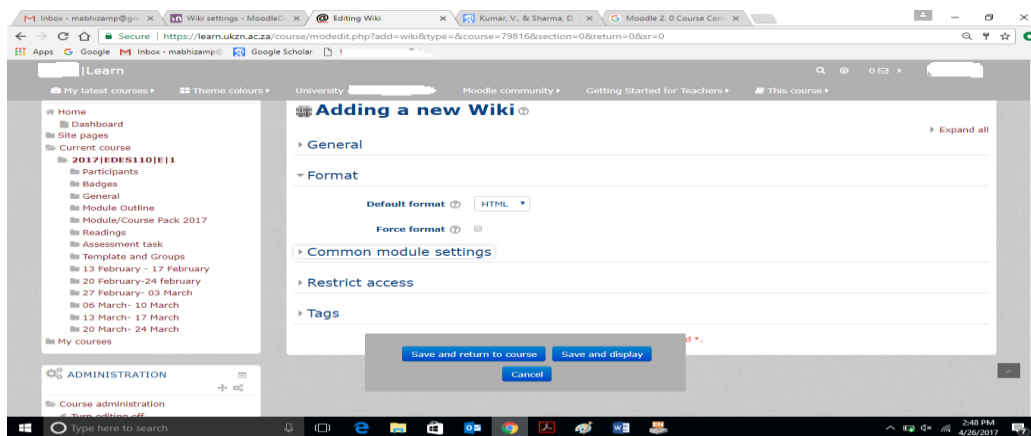 Inbox - mabhizamp@gm
Wiki settings - MoodleD
Editing Wiki
Kumar, V., & Sharma, D.
Moodle 2.0 Course Com
Secure | https://learn.ukzn.ac.za/course/modedit.php?add=wiki&type=&course=79816&section=0&return=0&sr=0
Apps Google Inbox - mabhizamp@ Google Scholar
|Learn
0
My latest courses Theme colours University Moodle community Getting Started for Teachers This course
Home
Dashboard
Site pages
Current course
2017|EDES110|E|1
Participants
Badges
General
Module Outline
Module/Course Pack 2017
Readings
Assessment task
Template and Groups
13 February - 17 February
20 February-24 february
27 February- 03 March
06 March- 10 March
13 March- 17 March
20 March- 24 March
My courses
ADMINISTRATION
Course administration
Turn editing off
Adding a new Wiki
Expand all
General
Format
Default format HTML
Force format
Common module settings
Restrict access
Tags
d *.
Save and return to course Save and display
Cancel
Type here to search
2:48 PM
4/26/2017